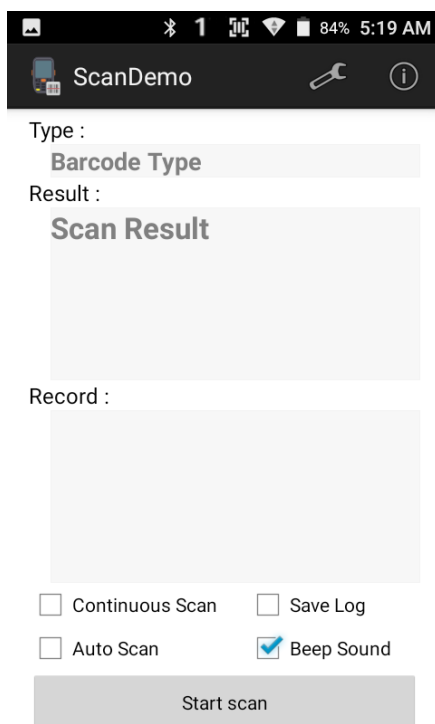 1 84% 5:19 AM
ScanDemo
Type :
Barcode Type
Result :
Scan Result
Record :
Continuous Scan Save Log
Auto Scan Beep Sound
Start scan